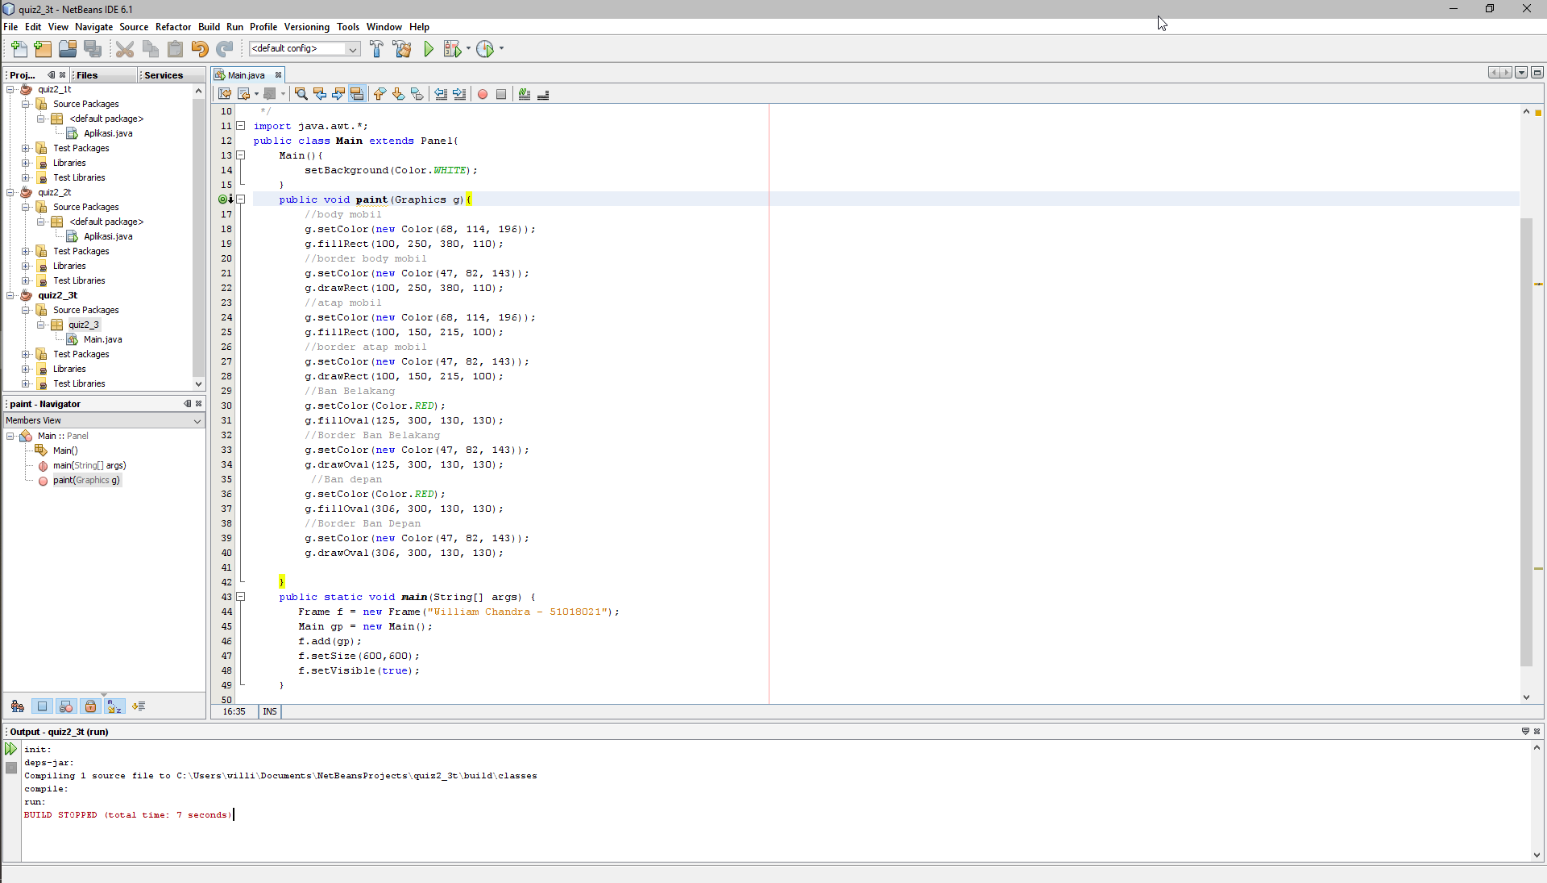 quiz2_3t - NetBeans IDE 6.1
File Edit View Navigate Source Refactor Build Run Profile Versioning Tools Window Help
<default config>
Proj... Files Services
quiz2_1t
Source Packages
<default package>
Aplikasi.java
Test Packages
Libraries
Test Libraries
quiz2_2t
Source Packages
<default package>
Aplikasi.java
Test Packages
Libraries
Test Libraries
quiz2_3t
Source Packages
quiz2_3
Main.java
Test Packages
Libraries
Test Libraries
paint - Navigator
Members View
Main :: Panel
Main()
main(String[] args)
paint(Graphics g)
Main.java
10 */
11 import java.awt.*;
12 public class Main extends Panel{
13 Main(){
14 setBackground(Color.WHITE);
15 }
public void paint(Graphics g){
17 //body mobil
18 g.setColor(new Color(68, 114, 196));
19 g.fillRect(100, 250, 380, 110);
20 //border body mobil
21 g.setColor(new Color(47, 82, 143));
22 g.drawRect(100, 250, 380, 110);
23 //atap mobil
24 g.setColor(new Color(68, 114, 196));
25 g.fillRect(100, 150, 215, 100);
26 //border atap mobil
27 g.setColor(new Color(47, 82, 143));
28 g.drawRect(100, 150, 215, 100);
29 //Ban Belakang
30 g.setColor(Color.RED);
31 g.fillOval(125, 300, 130, 130);
32 //Border Ban Belakang
33 g.setColor(new Color(47, 82, 143));
34 g.drawOval(125, 300, 130, 130);
35 //Ban depan
36 g.setColor(Color.RED);
37 g.fillOval(306, 300, 130, 130);
38 //Border Ban Depan
39 g.setColor(new Color(47, 82, 143));
40 g.drawOval(306, 300, 130, 130);
41
42 }
43 public static void main(String[] args) {
44 Frame f = new Frame("William Chandra - 51018021");
45 Main gp = new Main();
46 f.add(gp);
47 f.setSize(600,600);
48 f.setVisible(true);
49 }
50
16:35 INS
Output - quiz2_3t (run)
init:
deps-jar:
Compiling 1 source file to C:\Users\willi\Documents\NetBeansProjects\quiz2_3t\build\classes
compile:
run:
BUILD STOPPED (total time: 7 seconds)